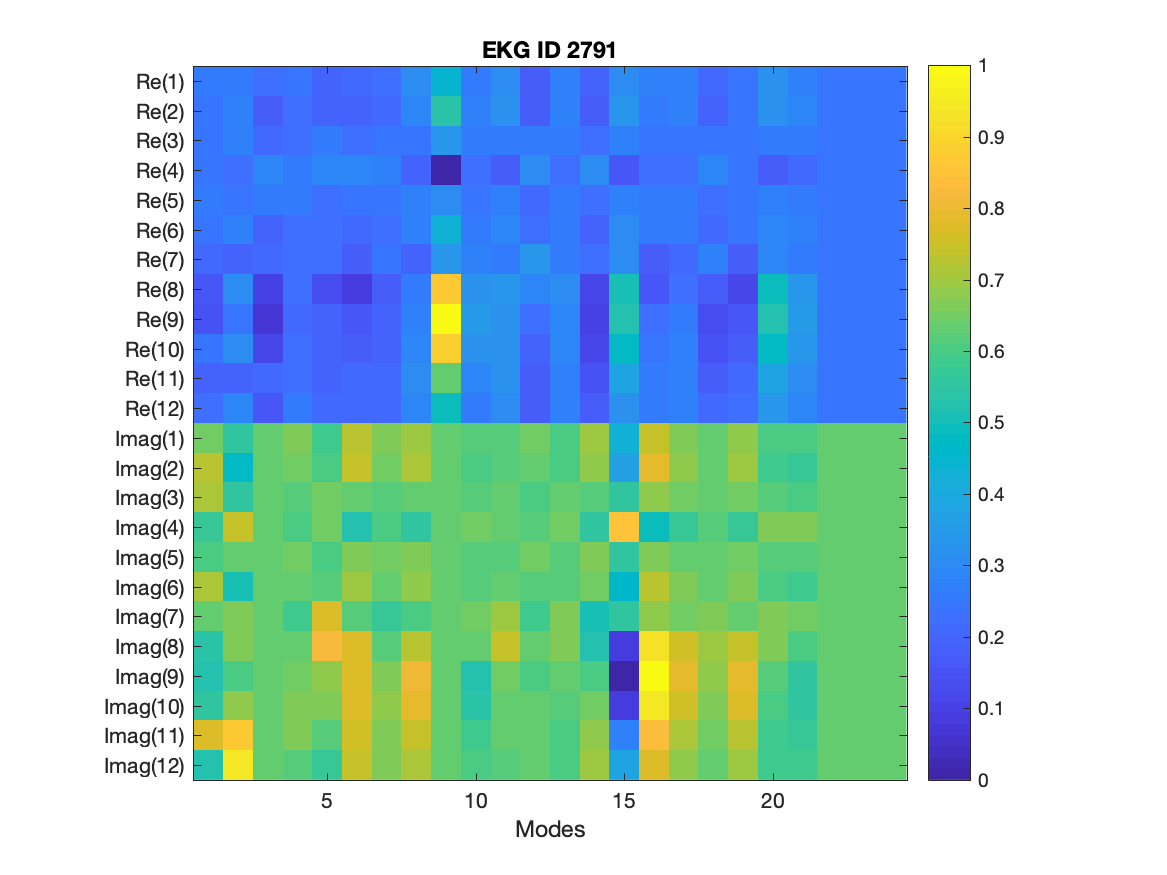 EKG ID 2791
Re(1)
Re(2)
Re(3)
Re(4)
Re(5)
Re(6)
Re(7)
Re(8)
Re(9)
Re(10)
Re(11)
Re(12)
Imag(1)
Imag(2)
Imag(3)
Imag(4)
Imag(5)
Imag(6)
Imag(7)
Imag(8)
Imag(9)
Imag(10)
Imag(11)
Imag(12)
5 10 15 20
Modes
1
0.9
0.8
0.7
0.6
0.5
0.4
0.3
0.2
0.1
0